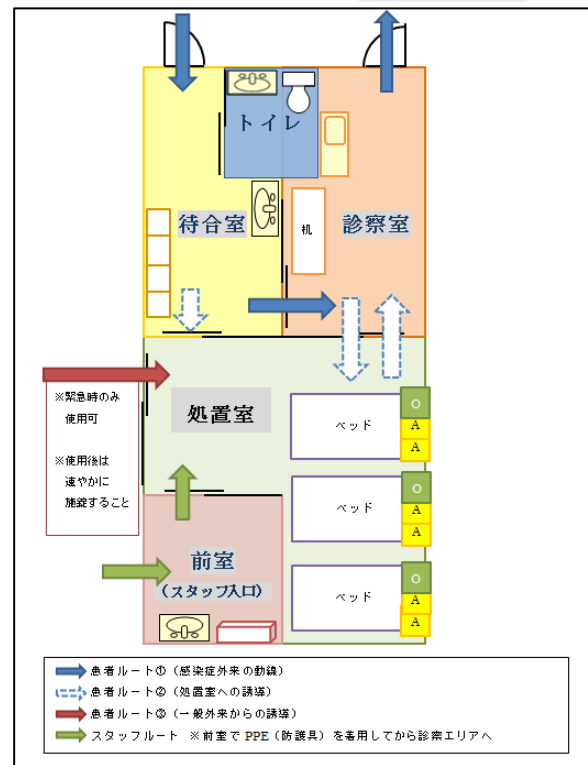 トイレ
待合室
机
診察室
※緊急時のみ
使用可
※使用後は
速やかに
施錠すること
処置室
ベッド
O
A
A
ベッド
O
A
A
前室
（スタッフ入口）
ベッド
O
A
A
患者ルート① （感染症外来の動線）
患者ルート② （処置室への誘導）
患者ルート③ （一般外来からの誘導）
スタッフルート ※前室で PPE（防護具）を着用してから診察エリアへ